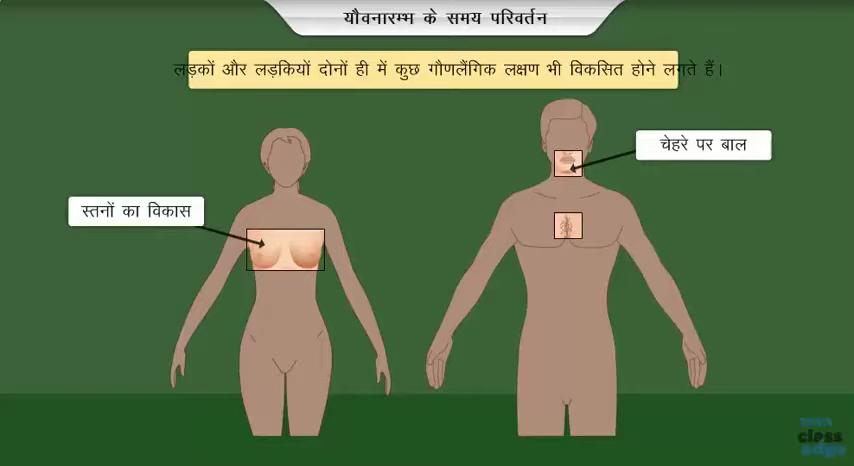 यौवनारम्भ के समय परिवर्तन
लड़कों और लड़कियों दोनों ही में कुछ गौणलैंगिक लक्षण भी विकसित होने लगते हैं।
चेहरे पर बाल
स्तनों का विकास
class
edge